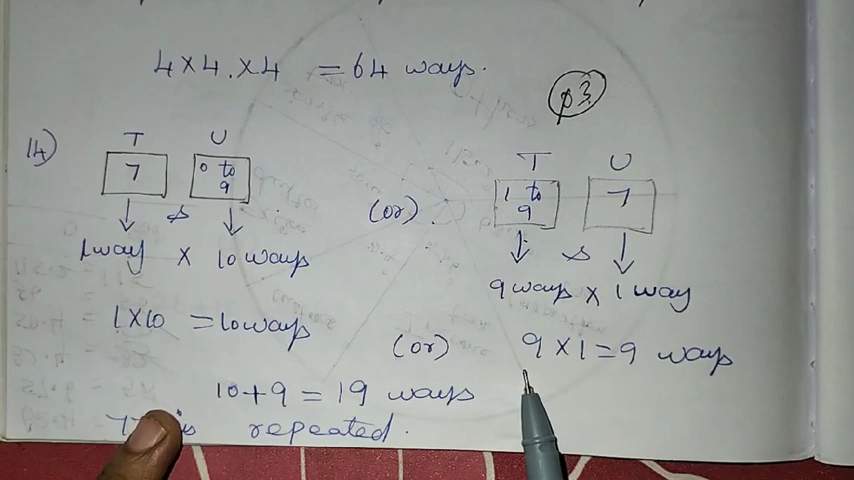 4 x 4 . x 4 = 64 ways.
p3
14)
T U
7 0 to 9
&
1 way x 10 ways
1 x 10 = 10 ways
(or)
T U
1 to 9 7
&
9 ways x 1 way
(or) 9 x 1 = 9 ways
10 + 9 = 19 ways
is repeated.